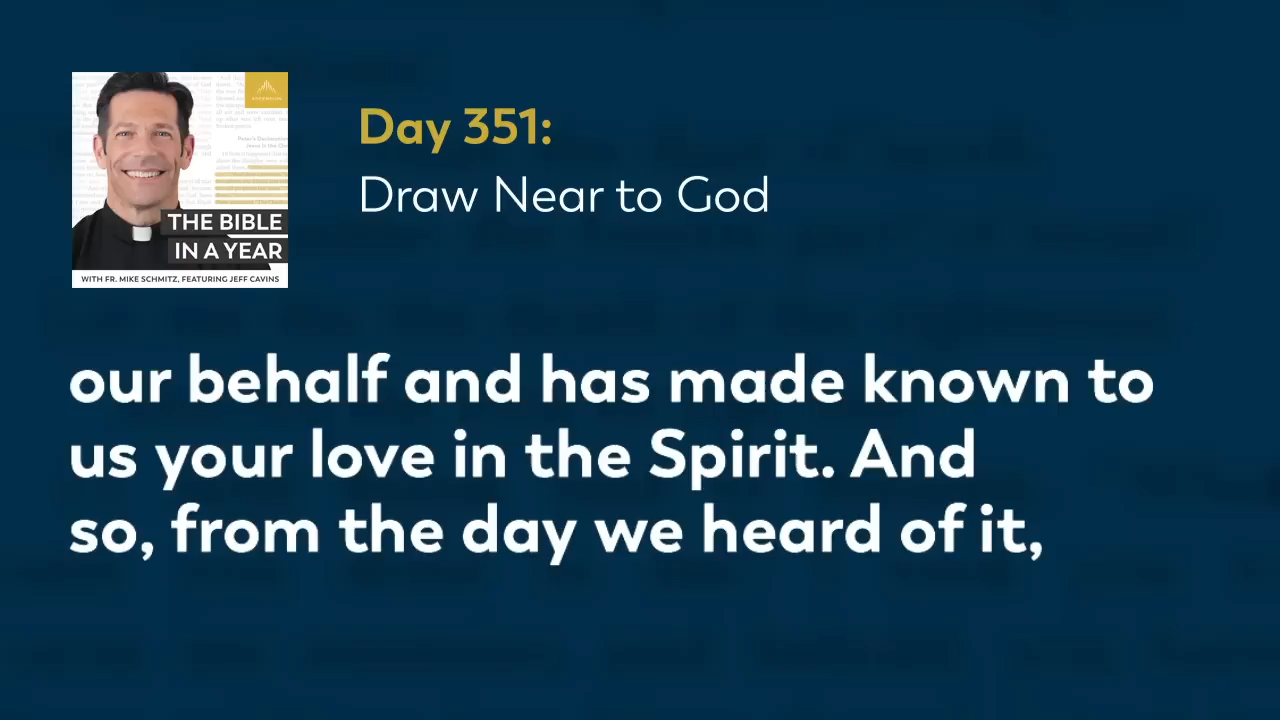 THE BIBLE
IN A YEAR
WITH FR. MIKE SCHMITZ, FEATURING JEFF CAVINS
Day 351:
Draw Near to God
our behalf and has made known to
us your love in the Spirit. And
so, from the day we heard of it,